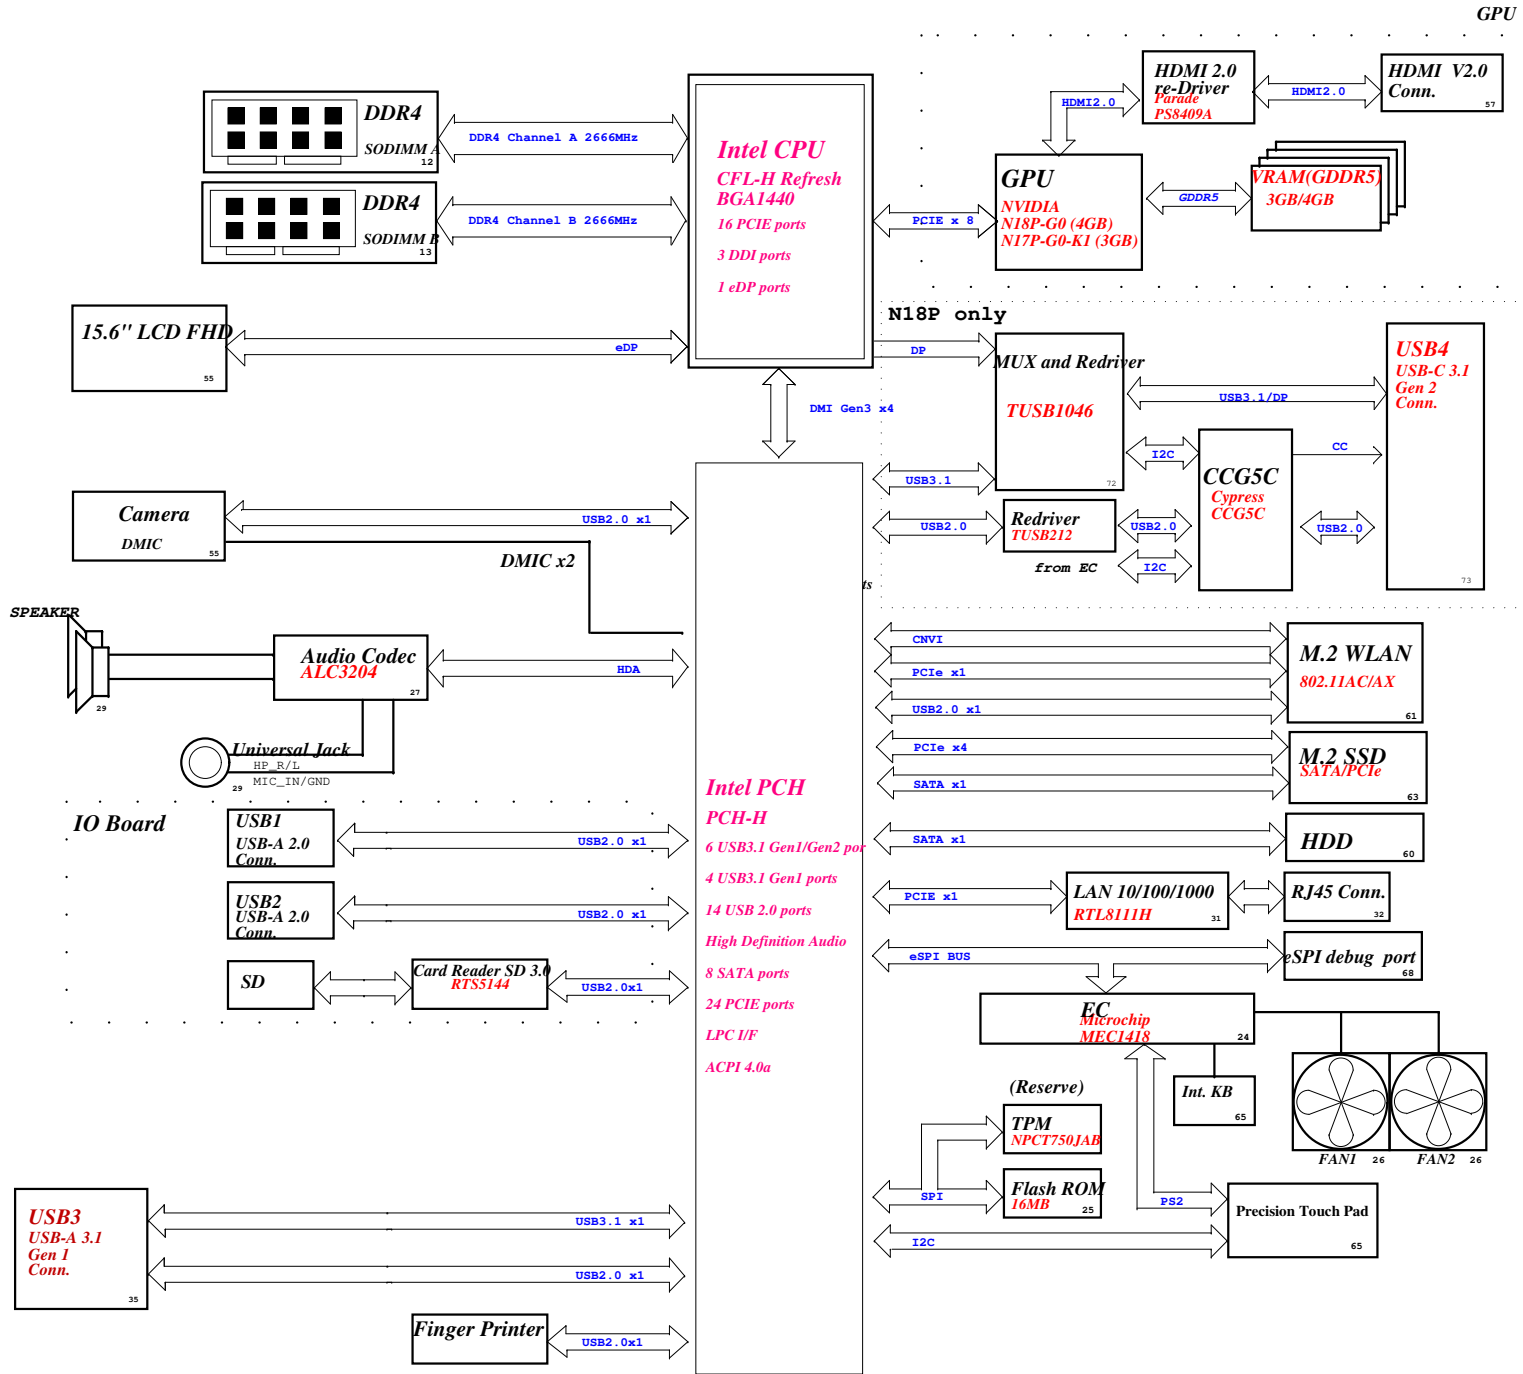 GPU
HDMI 2.0
re-Driver
Parade
PS8409A
HDMI V2.0
Conn.
57
HDMI2.0
HDMI2.0
DDR4
SODIMM A
12
DDR4 Channel A 2666MHz
DDR4
SODIMM B
13
DDR4 Channel B 2666MHz
Intel CPU
CFL-H Refresh
BGA1440
16 PCIE ports
3 DDI ports
1 eDP ports
PCIE x 8
GPU
NVIDIA
N18P-G0 (4GB)
N17P-G0-K1 (3GB)
GDDR5
VRAM(GDDR5)
3GB/4GB
15.6" LCD FHD
55
eDP
N18P only
DP
MUX and Redriver
TUSB1046
72
USB3.1/DP
USB4
USB-C 3.1
Gen 2
Conn.
73
DMI Gen3 x4
I2C
CC
CCG5C
Cypress
CCG5C
USB3.1
USB2.0
Redriver
TUSB212
USB2.0
USB2.0
from EC
I2C
Camera
DMIC
55
USB2.0 x1
DMIC x2
ts
SPEAKER
29
Audio Codec
ALC3204
27
HDA
Universal Jack
HP_R/L
MIC_IN/GND
29
CNVI
PCIe x1
USB2.0 x1
M.2 WLAN
802.11AC/AX
61
PCIe x4
SATA x1
M.2 SSD
SATA/PCIe
63
IO Board
USB1
USB-A 2.0
Conn.
USB2.0 x1
USB2
USB-A 2.0
Conn.
USB2.0 x1
SD
Card Reader SD 3.0
RTS5144
USB2.0x1
Intel PCH
PCH-H
6 USB3.1 Gen1/Gen2 por
4 USB3.1 Gen1 ports
14 USB 2.0 ports
High Definition Audio
8 SATA ports
24 PCIE ports
LPC I/F
ACPI 4.0a
SATA x1
HDD
60
PCIE x1
LAN 10/100/1000
RTL8111H
31
RJ45 Conn.
32
eSPI BUS
eSPI debug port
68
EC
Microchip
MEC1418
24
Int. KB
65
FAN1
26
FAN2
26
(Reserve)
TPM
NPCT750JAB
SPI
Flash ROM
16MB
25
PS2
I2C
Precision Touch Pad
65
USB3
USB-A 3.1
Gen 1
Conn.
35
USB3.1 x1
USB2.0 x1
Finger Printer
USB2.0x1